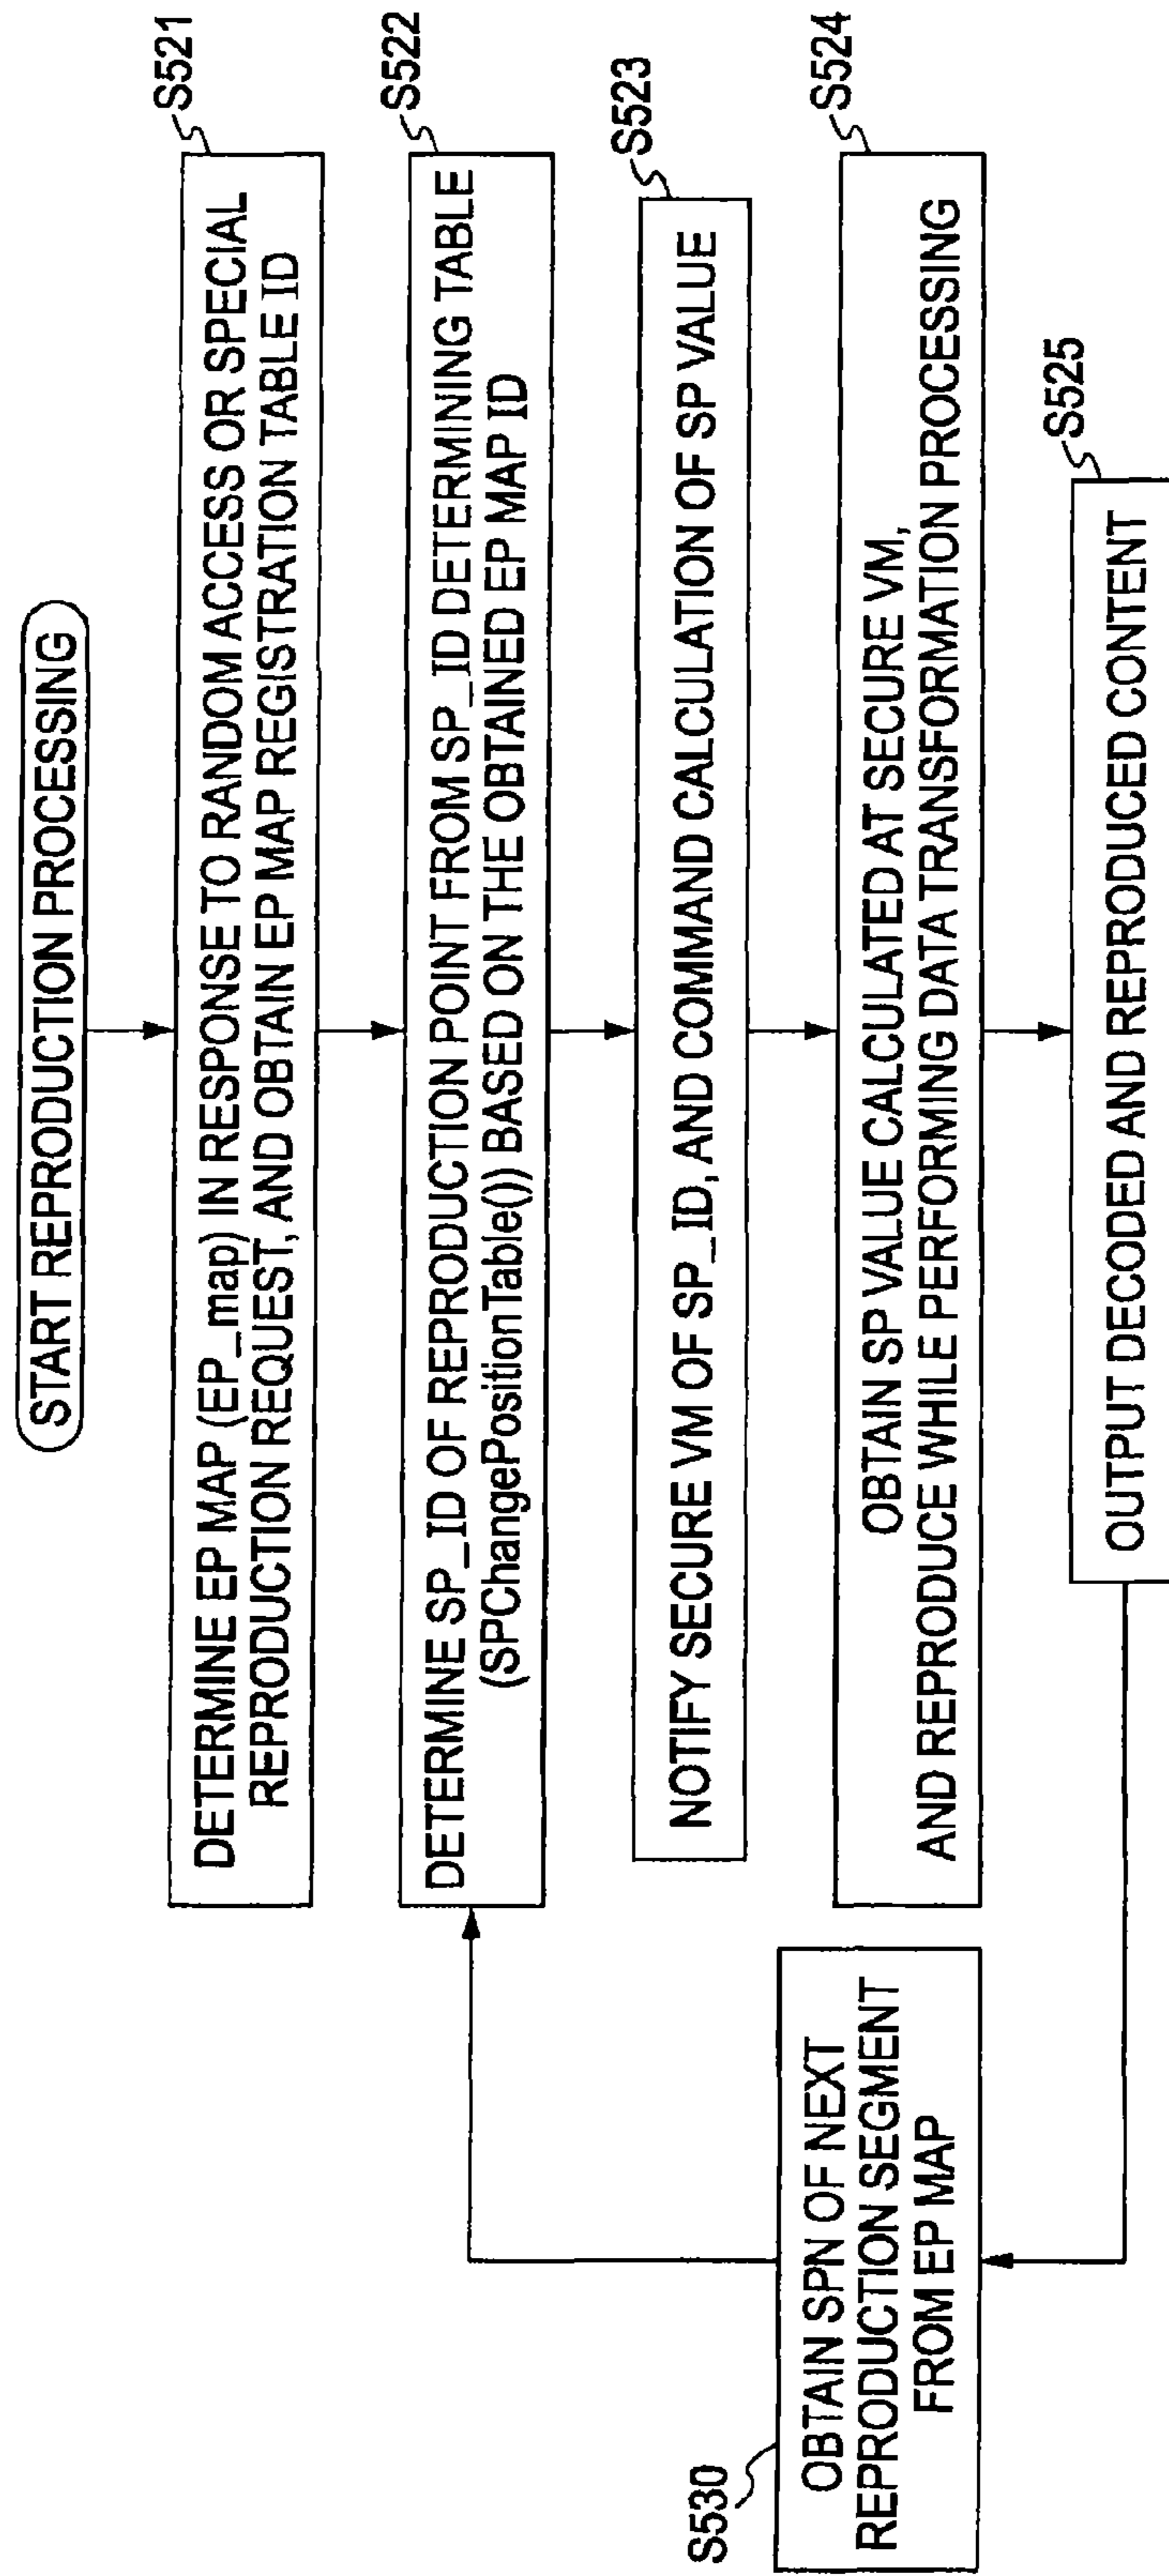 START REPRODUCTION PROCESSING
S521
DETERMINE EP MAP (EP_map) IN RESPONSE TO RANDOM ACCESS OR SPECIAL
REPRODUCTION REQUEST, AND OBTAIN EP MAP REGISTRATION TABLE ID
S522
DETERMINE SP_ID OF REPRODUCTION POINT FROM SP_ID DETERMINING TABLE
(SPChangePositionTable()) BASED ON THE OBTAINED EP MAP ID
S523
NOTIFY SECURE VM OF SP_ID, AND COMMAND CALCULATION OF SP VALUE
S524
OBTAIN SP VALUE CALCULATED AT SECURE VM,
AND REPRODUCE WHILE PERFORMING DATA TRANSFORMATION PROCESSING
S525
OUTPUT DECODED AND REPRODUCED CONTENT
S530
OBTAIN SPN OF NEXT
REPRODUCTION SEGMENT
FROM EP MAP